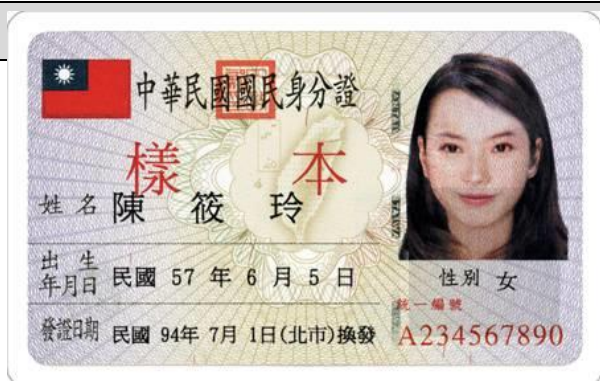 中華民國國民身分證
樣本
姓名 陳筱玲
出生年月日 民國 57 年 6 月 5 日
性別 女
發證日期 民國 94年 7月 1日(北市)換發
統一編號
A234567890